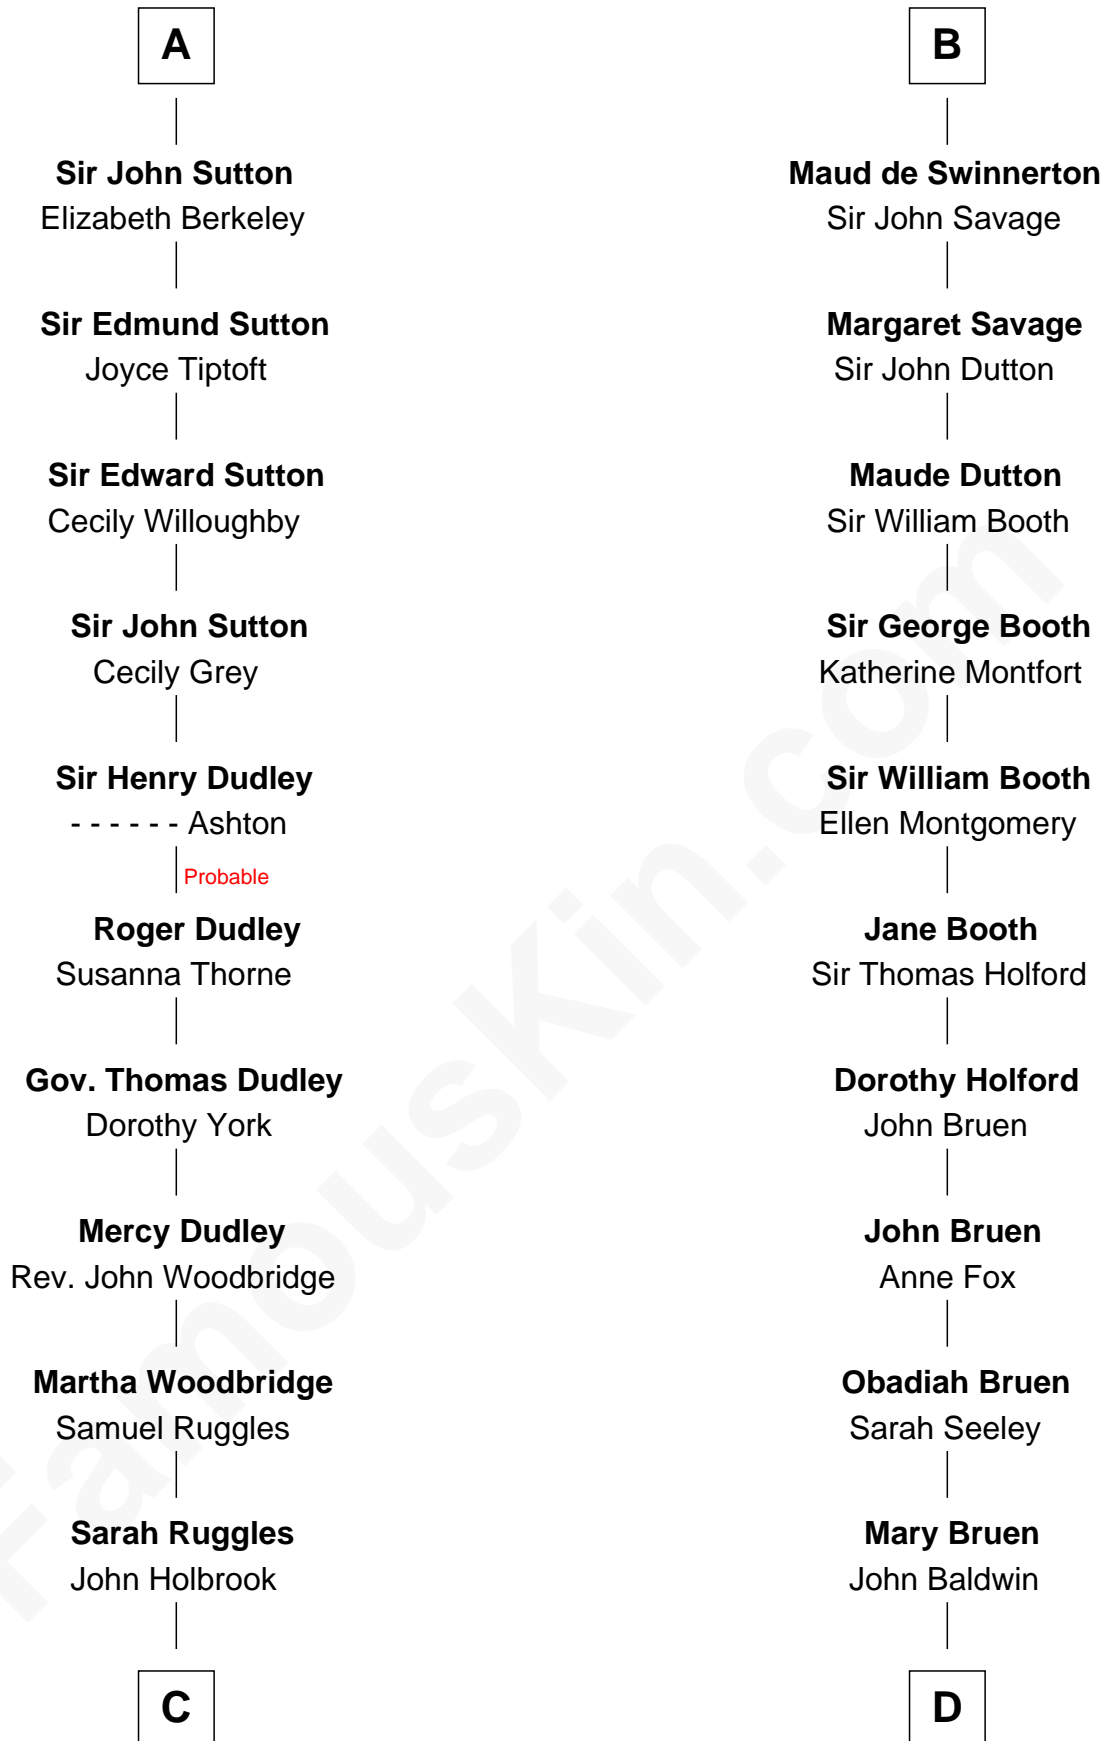 A
Sir John Sutton
Elizabeth Berkeley
Sir Edmund Sutton
Joyce Tiptoft
Sir Edward Sutton
Cecily Willoughby
Sir John Sutton
Cecily Grey
Sir Henry Dudley
- - - - - - Ashton
Probable
Roger Dudley
Susanna Thorne
Gov. Thomas Dudley
Dorothy York
Mercy Dudley
Rev. John Woodbridge
Martha Woodbridge
Samuel Ruggles
Sarah Ruggles
John Holbrook
C
B
Maud de Swinnerton
Sir John Savage
Margaret Savage
Sir John Dutton
Maude Dutton
Sir William Booth
Sir George Booth
Katherine Montfort
Sir William Booth
Ellen Montgomery
Jane Booth
Sir Thomas Holford
Dorothy Holford
John Bruen
John Bruen
Anne Fox
Obadiah Bruen
Sarah Seeley
Mary Bruen
John Baldwin
D
FamousKin.com